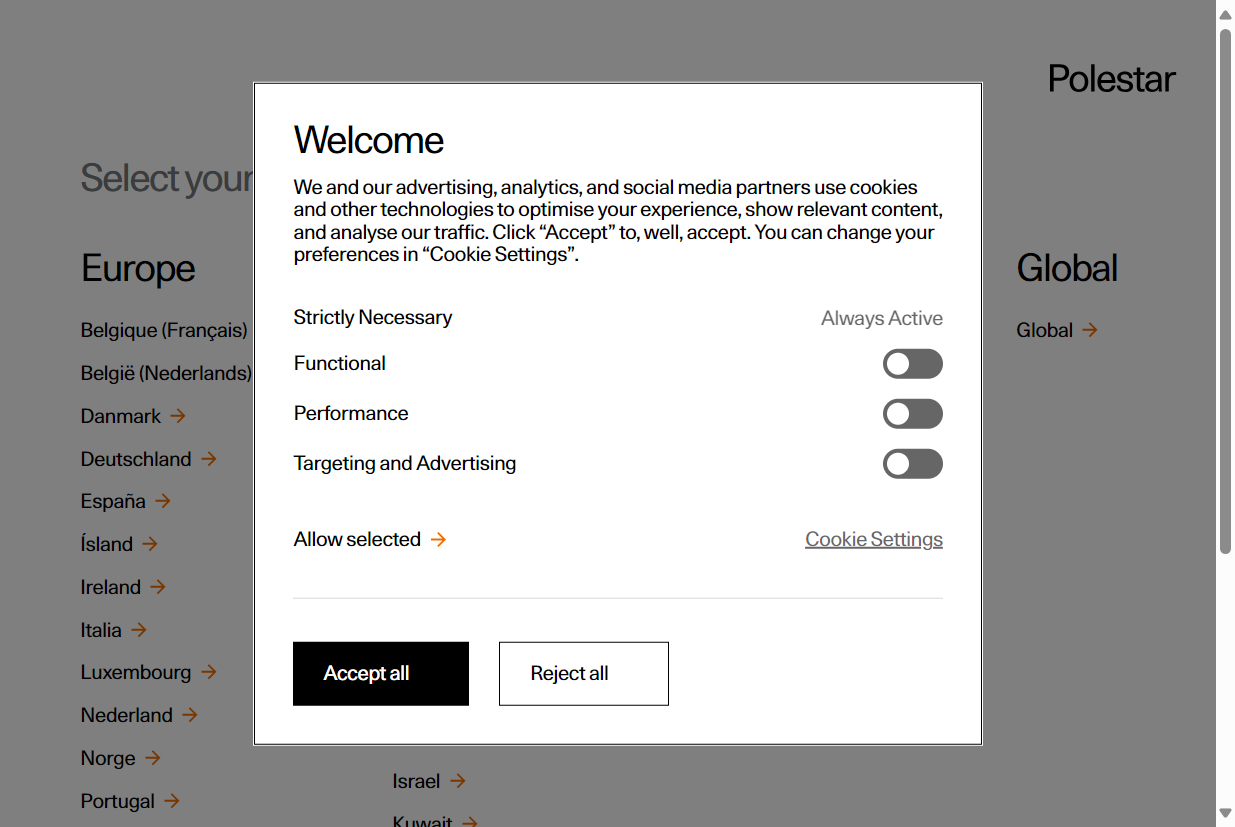 Polestar
Select your
Welcome
We and our advertising, analytics, and social media partners use cookies
and other technologies to optimise your experience, show relevant content,
and analyse our traffic. Click “Accept” to, well, accept. You can change your
preferences in “Cookie Settings”.
Strictly Necessary Always Active
Functional
Performance
Targeting and Advertising
Allow selected Cookie Settings
Accept all Reject all
Europe
Belgique (Français)
België (Nederlands)
Danmark
Deutschland
España
Ísland
Ireland
Italia
Luxembourg
Nederland
Norge
Portugal
Israel
Kuwait
Global
Global